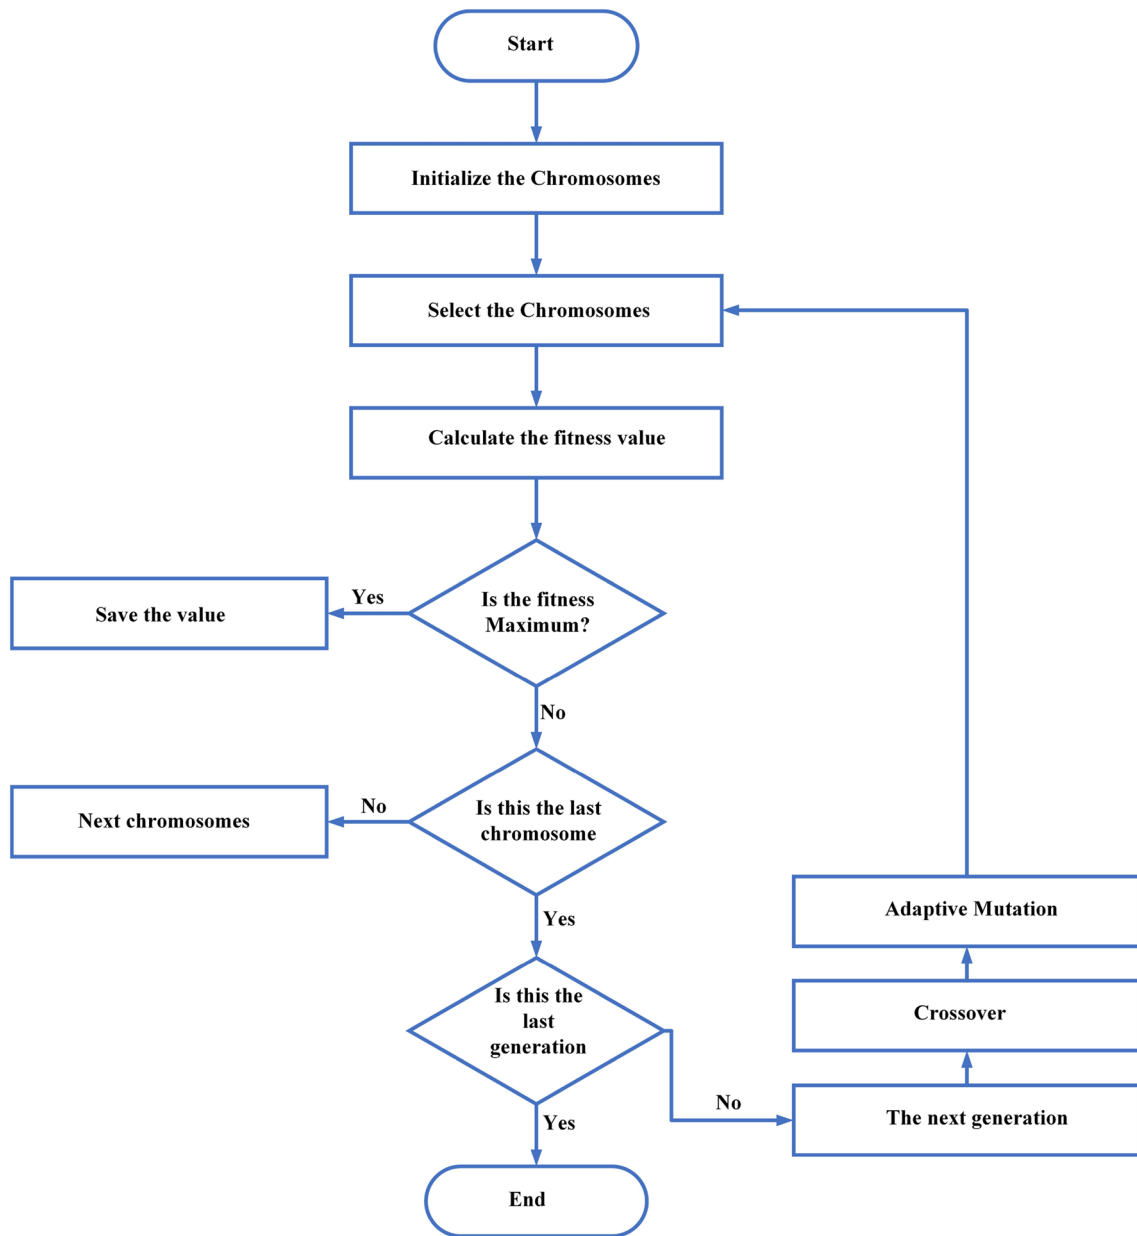 Start
Initialize the Chromosomes
Select the Chromosomes
Calculate the fitness value
Is the fitness
Maximum?
Yes
Save the value
No
Is this the last
chromosome
No
Next chromosomes
Yes
Is this the
last
generation
No
The next generation
Crossover
Adaptive Mutation
Yes
End